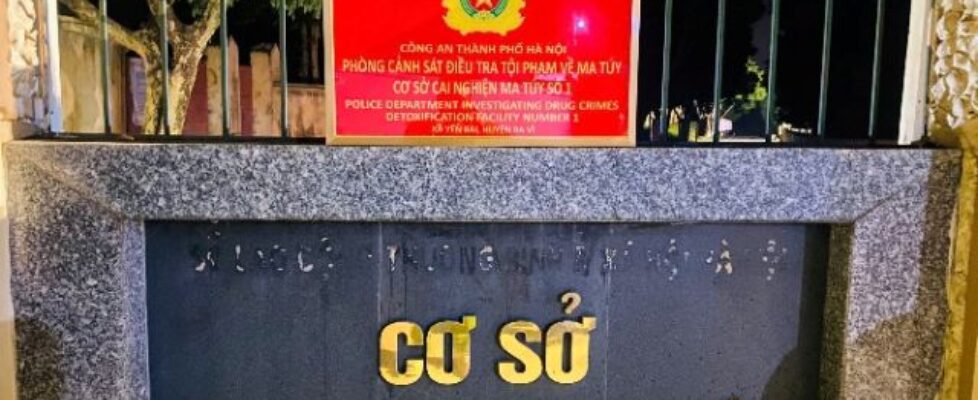 CÔNG AN THÀNH PHỐ HÀ NỘI
PHÒNG CẢNH SÁT ĐIỀU TRA TỘI PHẠM VỀ MA TÚY
CƠ SỞ CAI NGHIỆN MA TÚY SỐ 1
POLICE DEPARTMENT INVESTIGATING DRUG CRIMES
DETOXIFICATION FACILITY NUMBER 1
XÃ YÊN BÀI, HUYỆN BA VÌ
THƯƠNG
CƠ SỞ